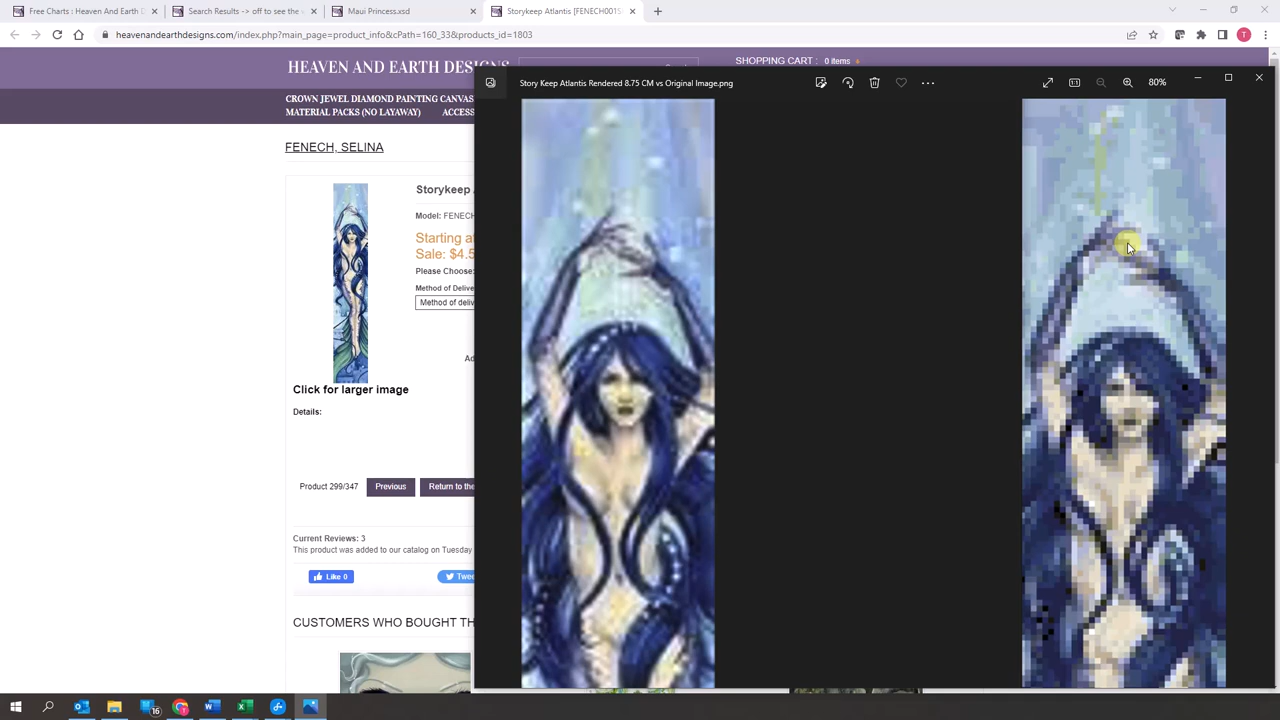 Free Charts : Heaven And Earth D
Search Results -> off to see the
Maui Princess.xsd
Storykeep Atlantis [FENECH001S
heavenandearthdesigns.com/index.php?main_page=product_info&cPath=160_33&products_id=1803
T
HEAVEN AND EARTH DESIGNS
SHOPPING CART : 0 items
Story Keep Atlantis Rendered 8.75 CM vs Original Image.png
80%
CROWN JEWEL DIAMOND PAINTING CANVAS
MATERIAL PACKS (NO LAYAWAY) ACCESS
FENECH, SELINA
Storykeep
Model: FENECH
Starting a
Sale: $4.5
Please Choose:
Method of Delive
Method of deliv
Ad
Click for larger image
Details:
Product 299/347
Previous
Return to the
Current Reviews: 3
This product was added to our catalog on Tuesday
Like 0
Twee
CUSTOMERS WHO BOUGHT TH
16